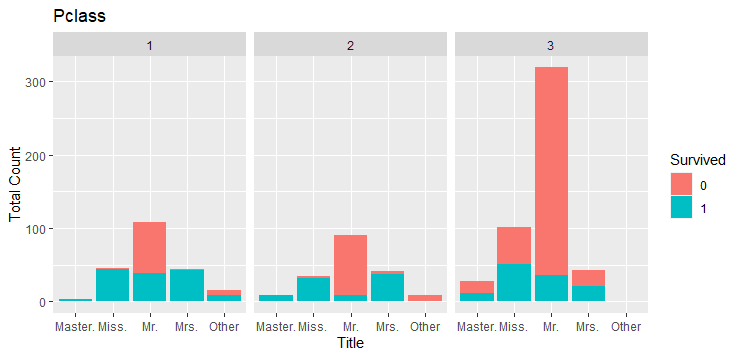 Pclass
1 2 3
300
200
100
0
Total Count
Master. Miss. Mr. Mrs. Other Master. Miss. Mr. Mrs. Other Master. Miss. Mr. Mrs. Other
Title
Survived
0
1